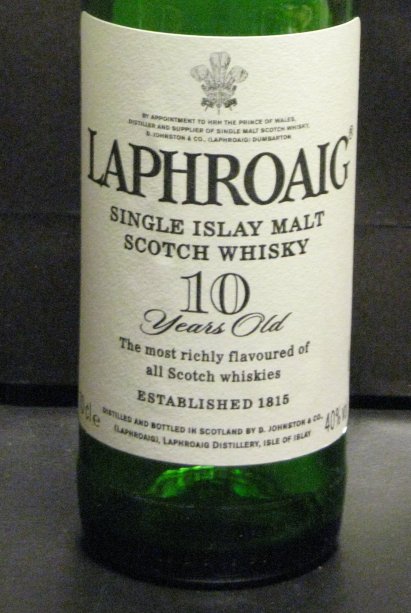 BY APPOINTMENT TO HRH THE PRINCE OF WALES,
DISTILLER AND SUPPLIER OF SINGLE MALT SCOTCH WHISKY,
D. JOHNSTON & CO., (LAPHROAIG) DUMBARTON
LAPHROAIG®
SINGLE ISLAY MALT
SCOTCH WHISKY
10
Years Old
The most richly flavoured of
all Scotch whiskies
ESTABLISHED 1815
cl e
DISTILLED AND BOTTLED IN SCOTLAND BY D. JOHNSTON & CO.,
(LAPHROAIG), LAPHROAIG DISTILLERY, ISLE OF ISLAY
40%